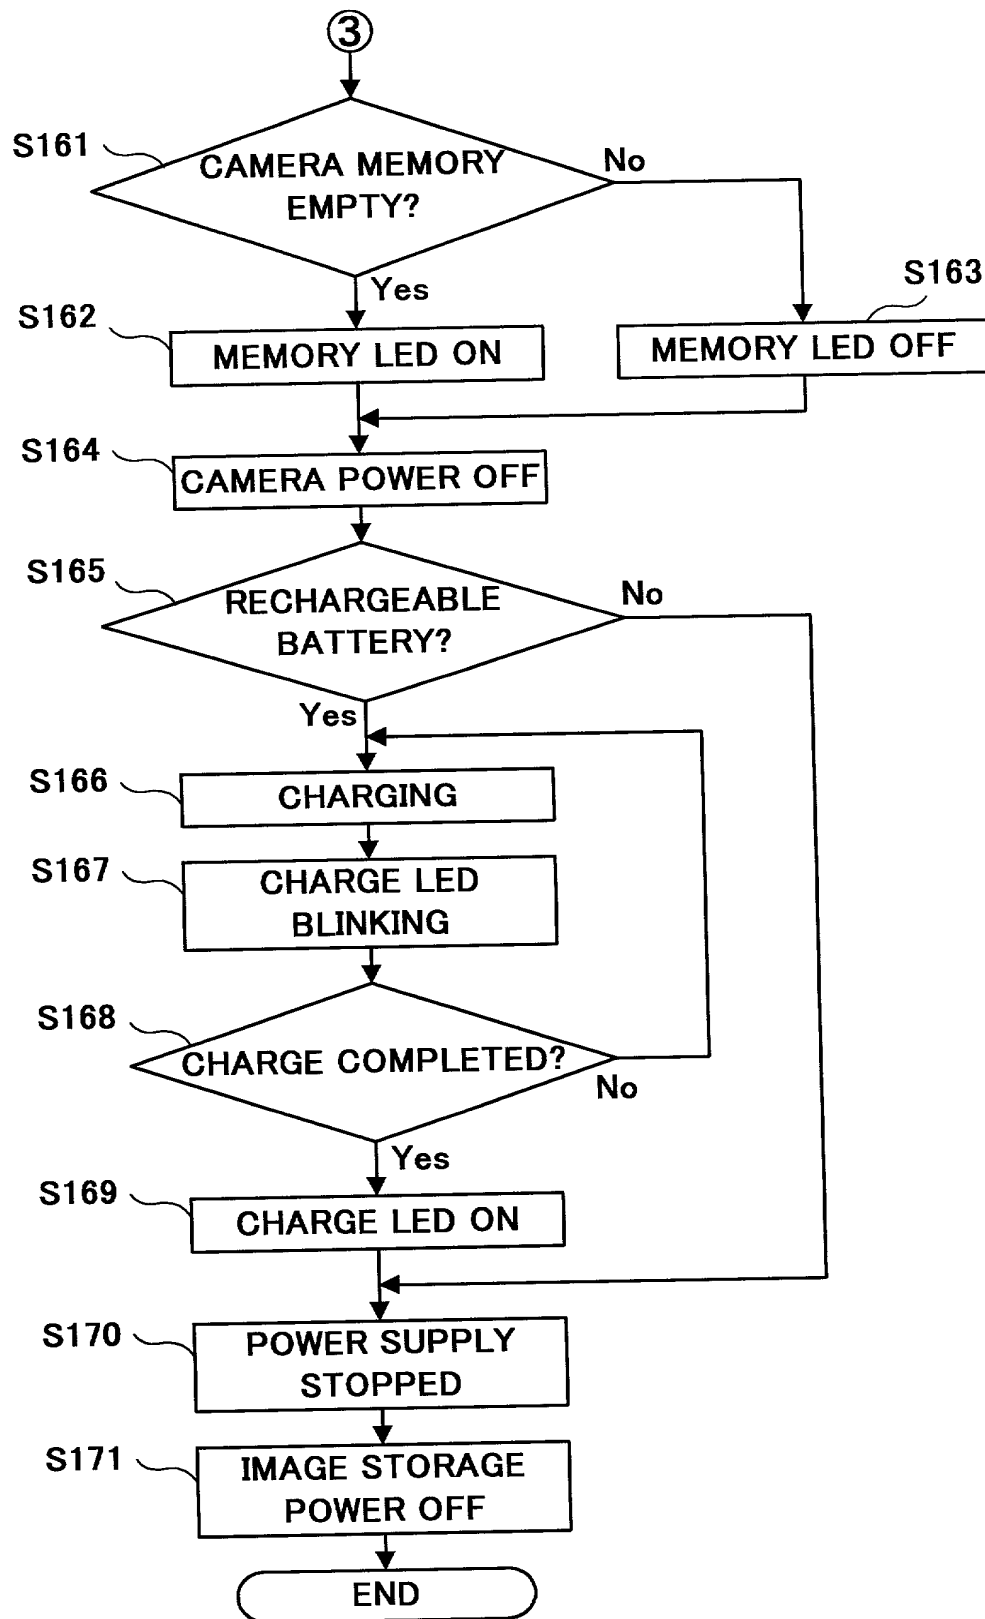 ③
S161
CAMERA MEMORY
EMPTY?
No
Yes
S162
MEMORY LED ON
S163
MEMORY LED OFF
S164
CAMERA POWER OFF
S165
RECHARGEABLE
BATTERY?
No
Yes
S166
CHARGING
S167
CHARGE LED
BLINKING
S168
CHARGE COMPLETED?
No
Yes
S169
CHARGE LED ON
S170
POWER SUPPLY
STOPPED
S171
IMAGE STORAGE
POWER OFF
END